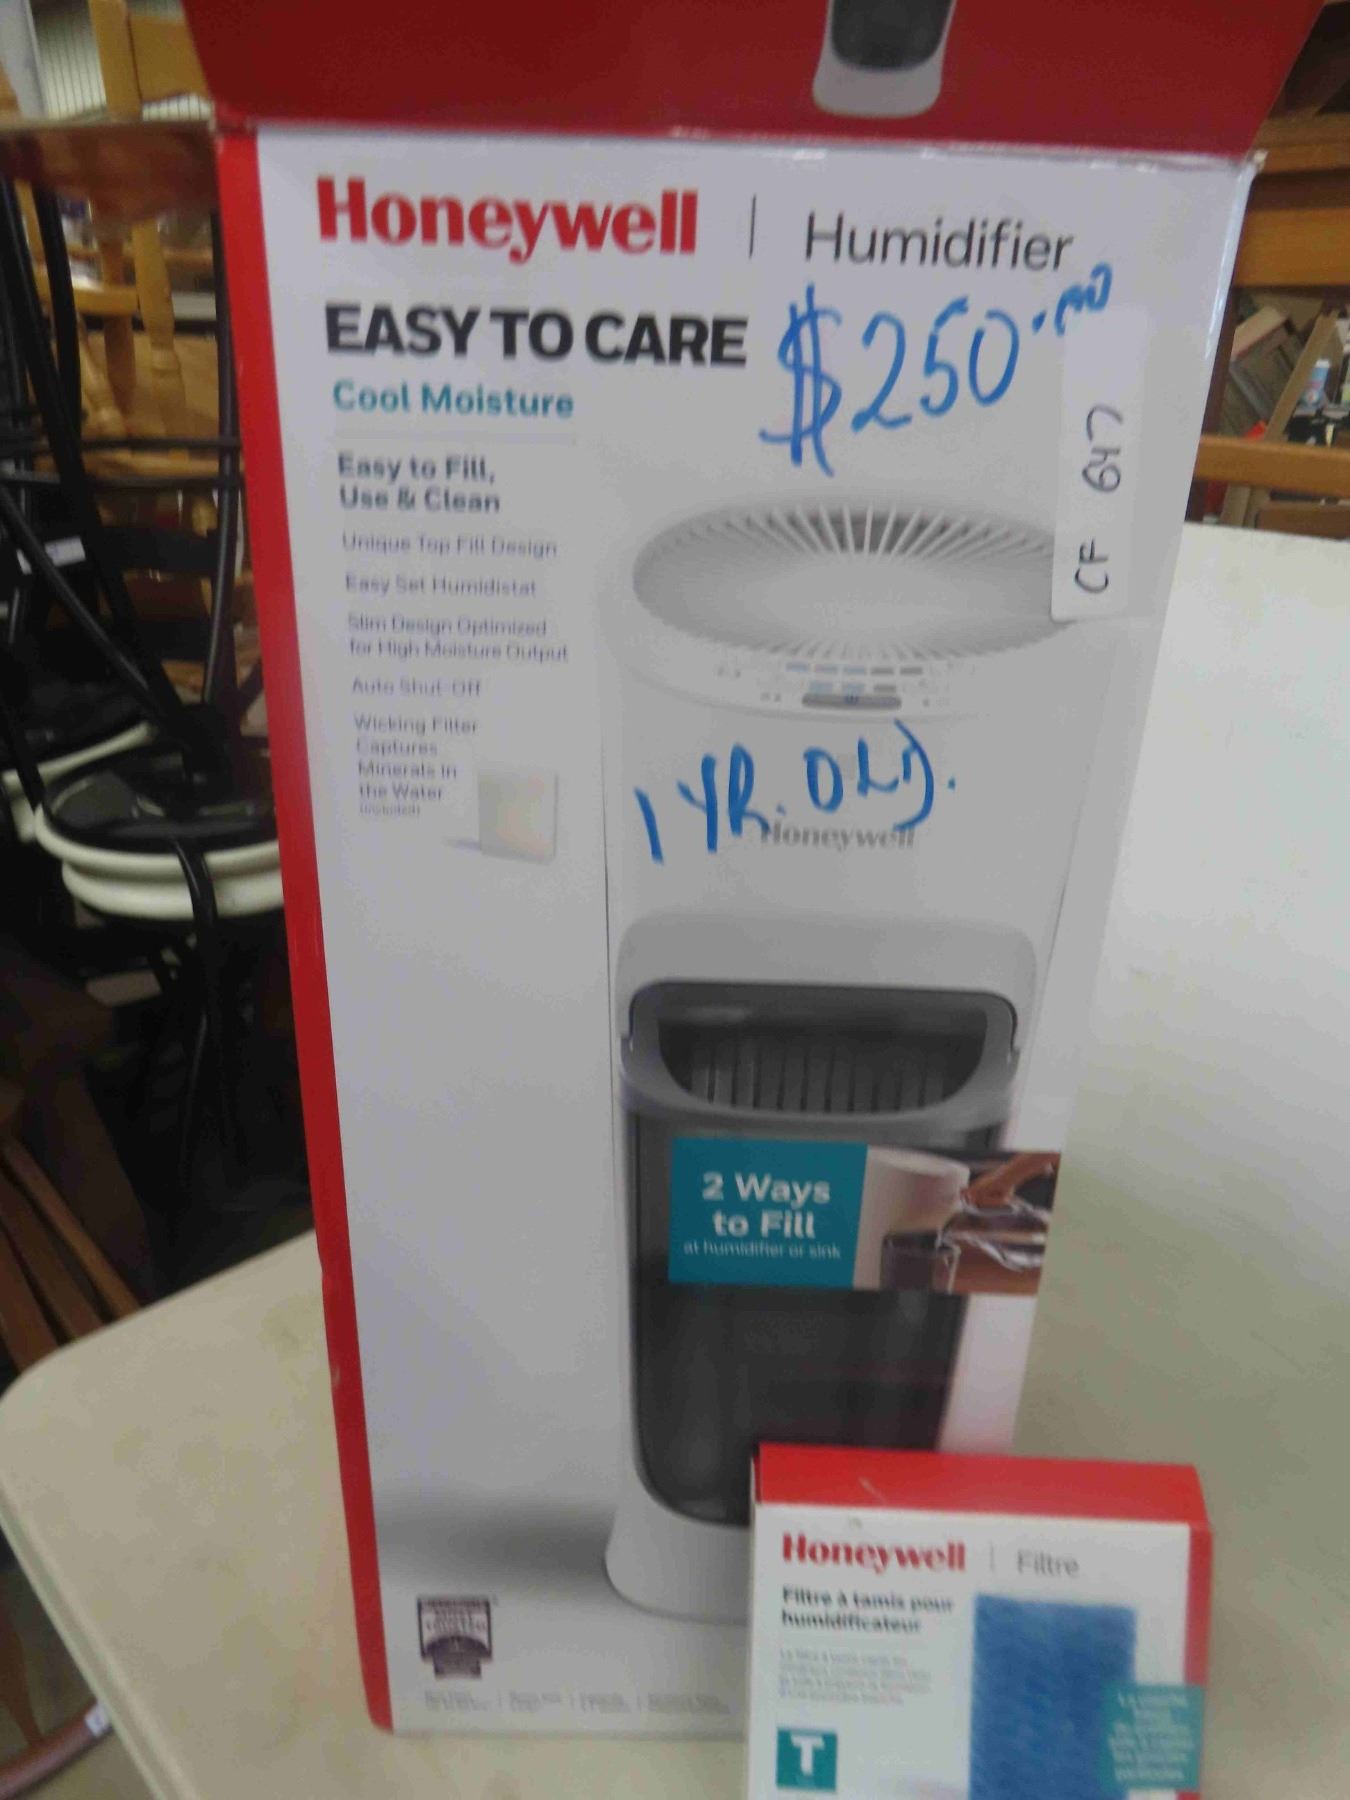 Honeywell | Humidifier
EASY TO CARE
$250.00
Cool Moisture
CF 647
Easy to Fill,
Use & Clean
Unique Top Fill Design
Easy Set Humidistat
Slim Design Optimized
for High Moisture Output
Auto Shut-Off
Wicking Filter
Captures
Minerals in
the Water
(included)
1 YR. OLD.
Honeywell
2 Ways
to Fill
at humidifier or sink
Honeywell | Filtre
Filtre à tamis pour
humidificateur
T